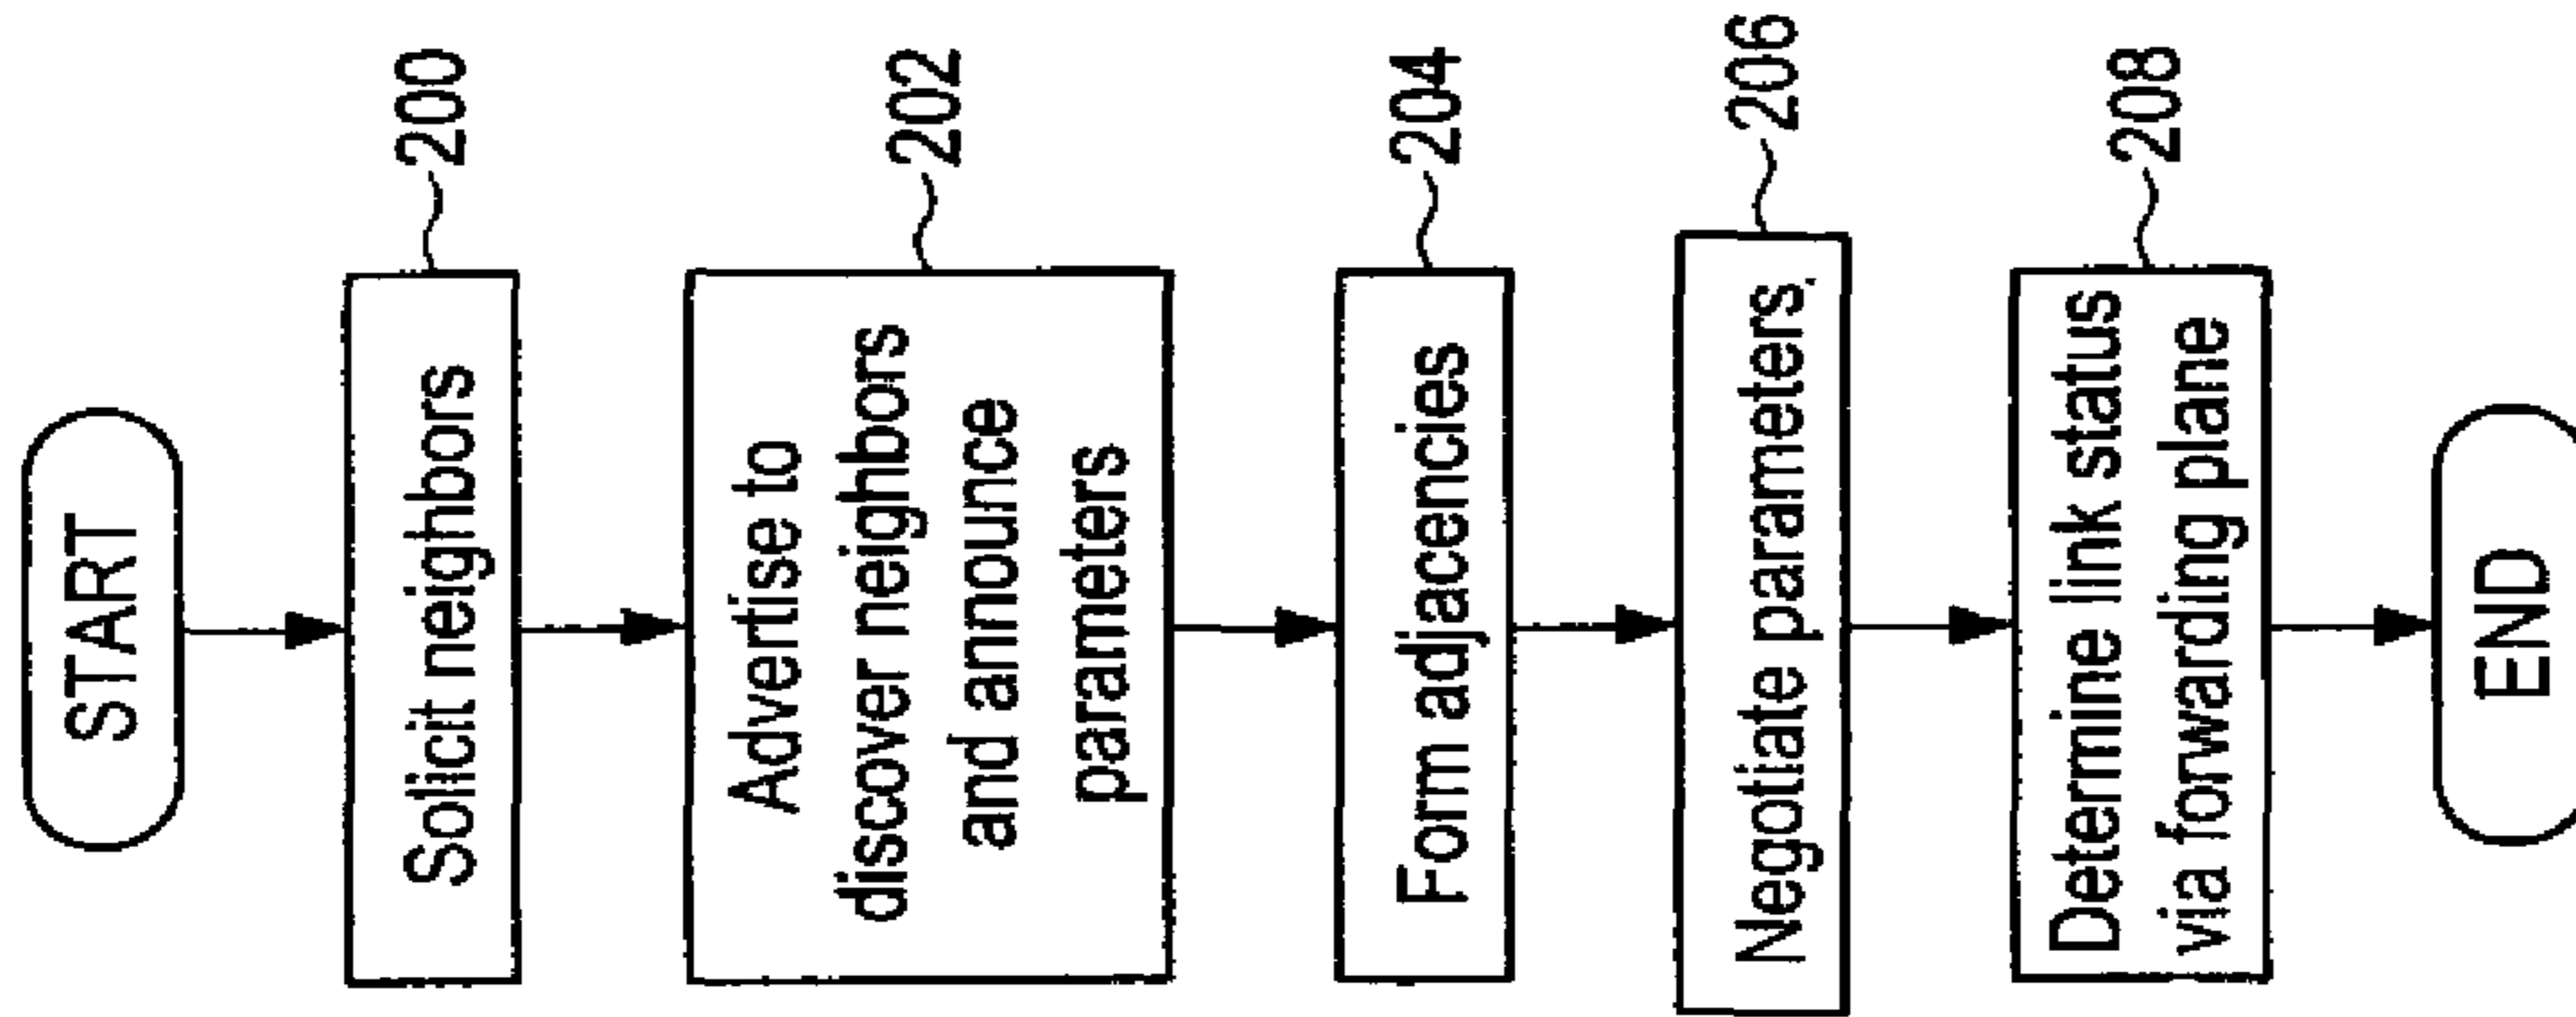 START
Solicit neighbors
200
Advertise to
discover neighbors
and announce
parameters
202
Form adjacencies
204
Negotiate parameters
206
Determine link status
via forwarding plane
208
END